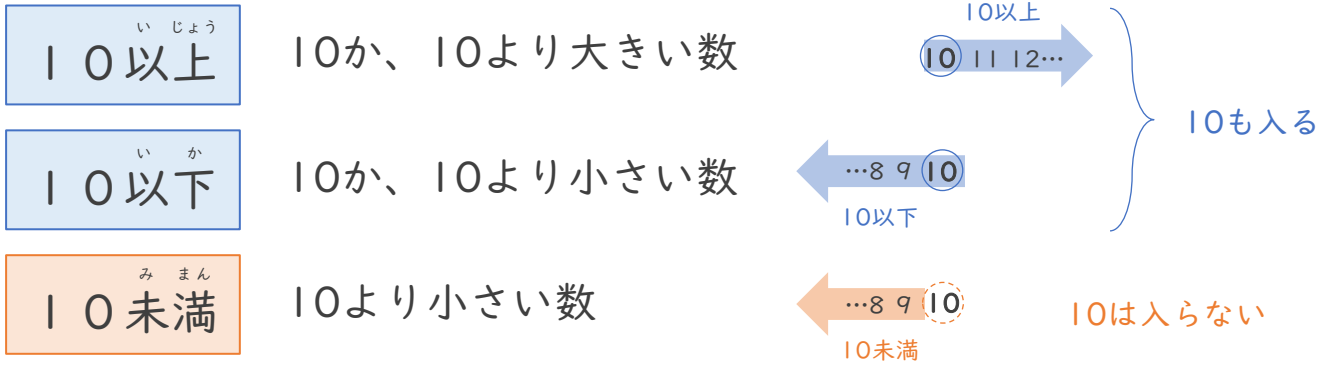 い じょう
10以上
10か、10より大きい数
10以上
10 11 12…
10も入る
い か
10以下
10か、10より小さい数
…8 9 10
10以下
み まん
10未満
10より小さい数
…8 9 10
10未満
10は入らない